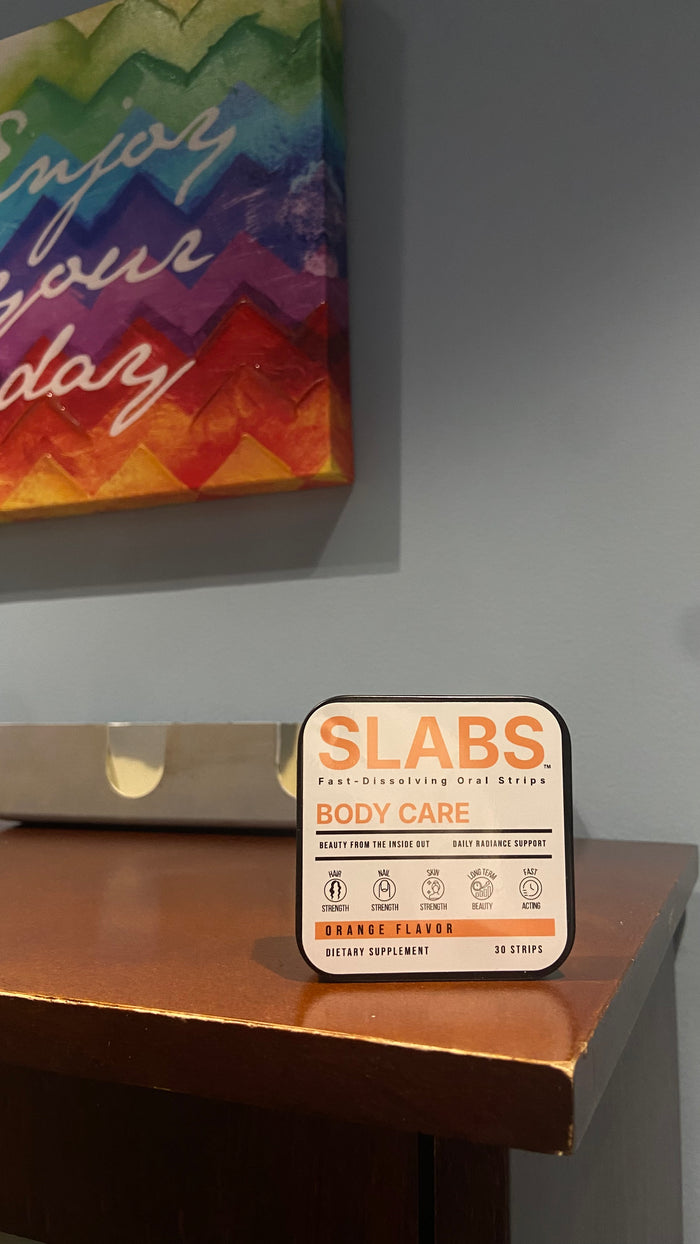 Enjoy
your
day
SLABS™
Fast-Dissolving Oral Strips
BODY CARE
BEAUTY FROM THE INSIDE OUT DAILY RADIANCE SUPPORT
HAIR NAIL SKIN LONG TERM FAST
STRENGTH STRENGTH STRENGTH BEAUTY ACTING
ORANGE FLAVOR
DIETARY SUPPLEMENT 30 STRIPS